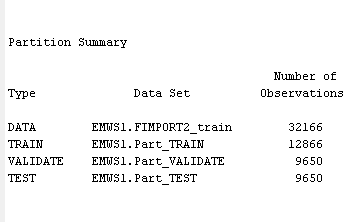 Partition Summary
Number of
Type Data Set Observations
DATA EMWS1.FIMPORT2_train 32166
TRAIN EMWS1.Part_TRAIN 12866
VALIDATE EMWS1.Part_VALIDATE 9650
TEST EMWS1.Part_TEST 9650